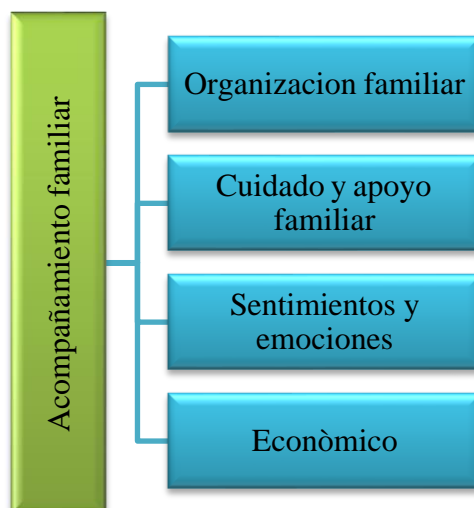 Acompañamiento familiar
Organizacion familiar
Cuidado y apoyo
familiar
Sentimientos y
emociones
Econòmico